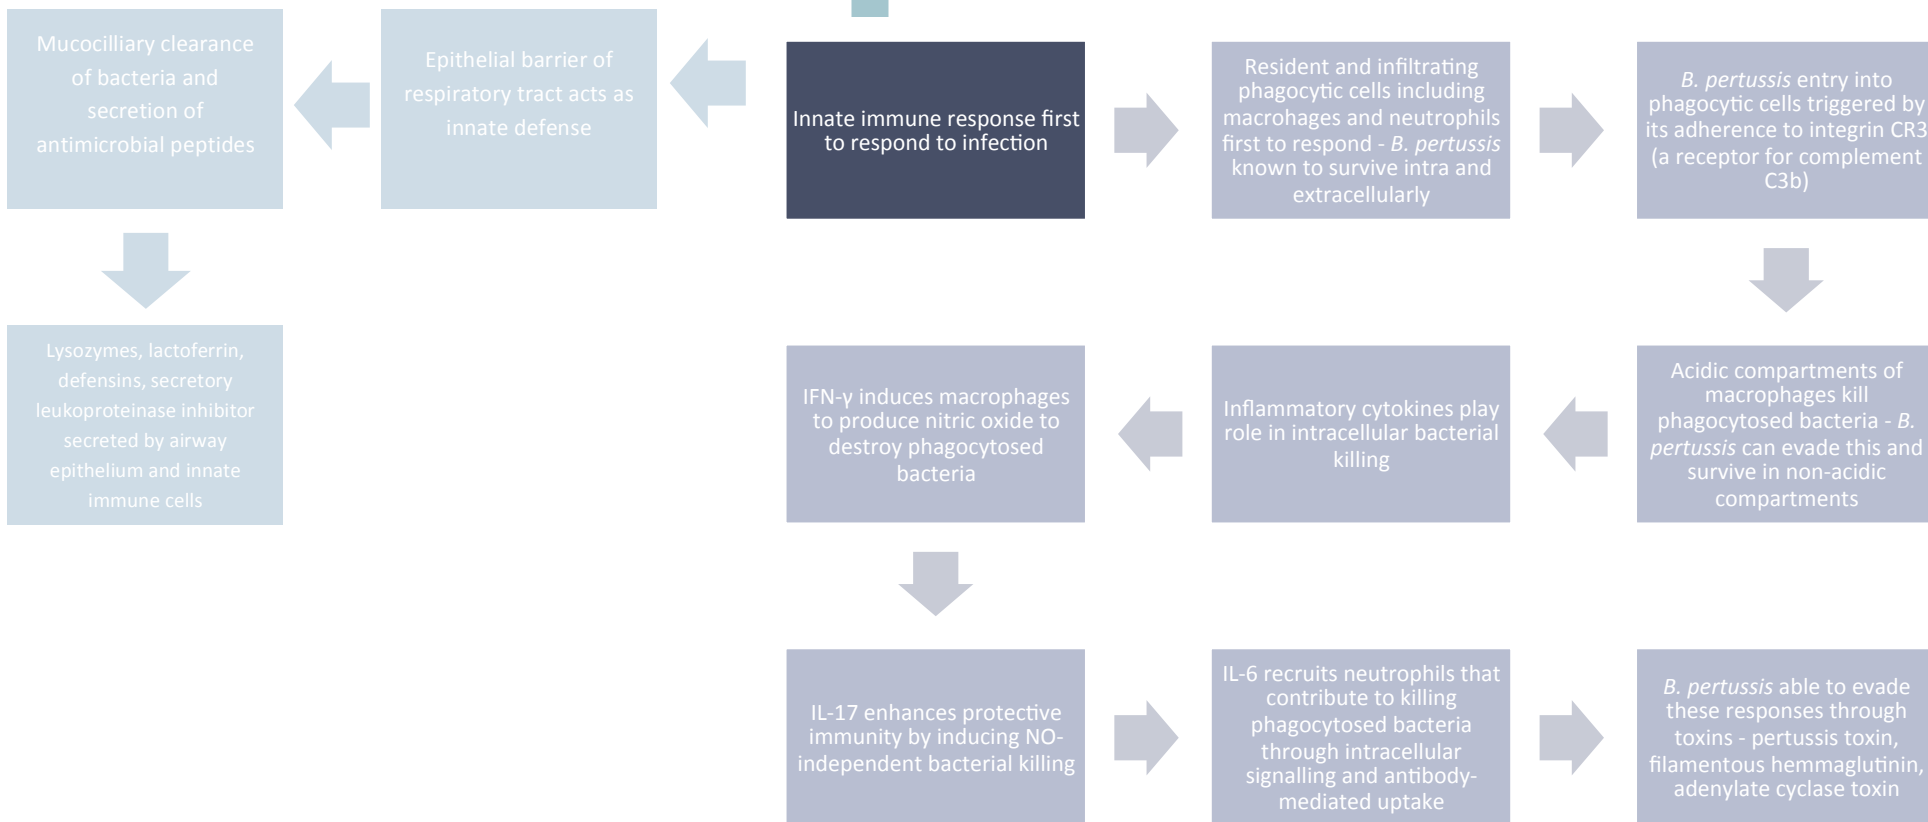 Mucocilliary clearance
of bacteria and
secretion of
antimicrobial peptides
Epithelial barrier of
respiratory tract acts as
innate defense
Innate immune response first
to respond to infection
Resident and infiltrating
phagocytic cells including
macrohages and neutrophils
first to respond - B. pertussis
known to survive intra and
extracellularly
B. pertussis entry into
phagocytic cells triggered by
its adherence to integrin CR3
(a receptor for complement
C3b)
Lysozymes, lactoferrin,
defensins, secretory
leukoproteinase inhibitor
secreted by airway
epithelium and innate
immune cells
IFN-γ induces macrophages
to produce nitric oxide to
destroy phagocytosed
bacteria
Inflammatory cytokines play
role in intracellular bacterial
killing
Acidic compartments of
macrophages kill
phagocytosed bacteria - B.
pertussis can evade this and
survive in non-acidic
compartments
IL-17 enhances protective
immunity by inducing NO-
independent bacterial killing
IL-6 recruits neutrophils that
contribute to killing
phagocytosed bacteria
through intracellular
signalling and antibody-
mediated uptake
B. pertussis able to evade
these responses through
toxins - pertussis toxin,
filamentous hemmaglutinin,
adenylate cyclase toxin